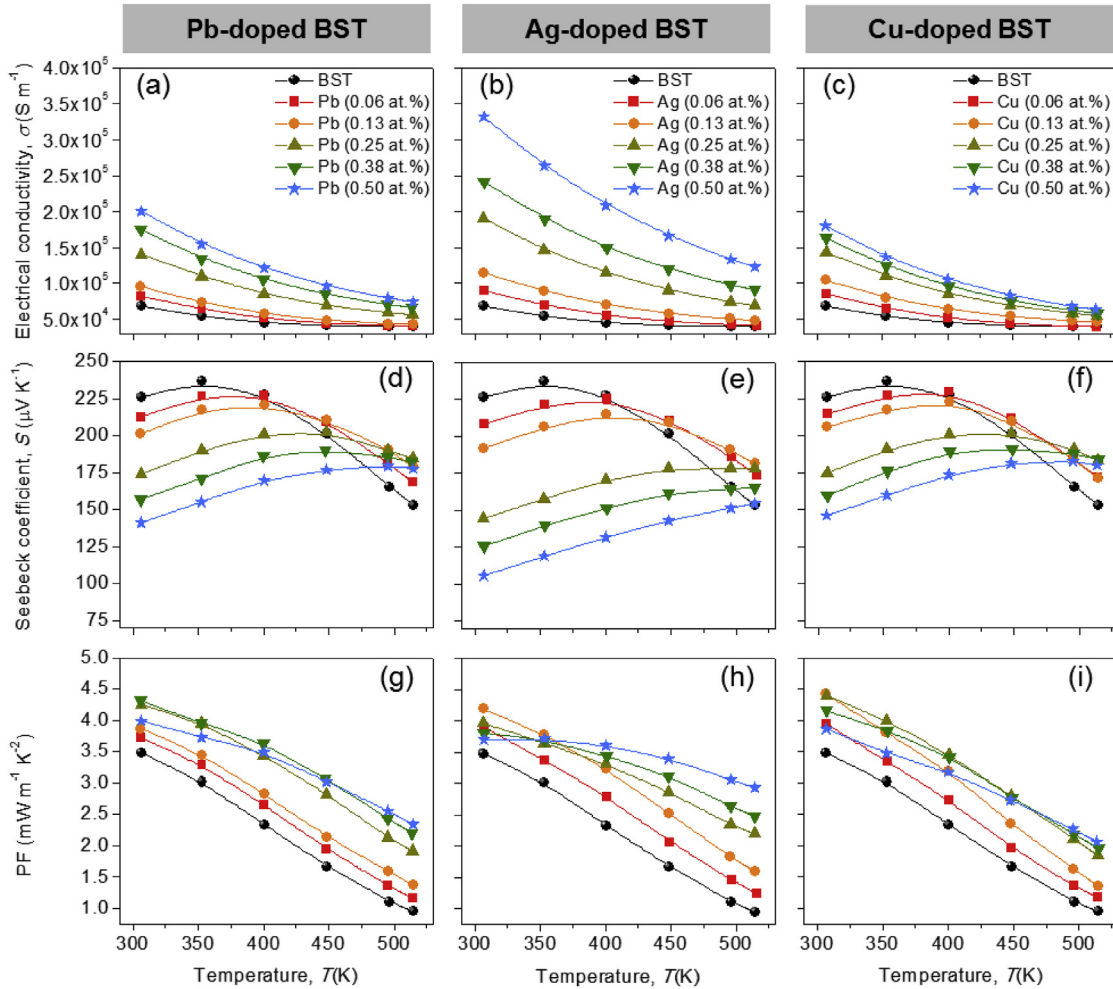 Pb-doped BST
Ag-doped BST
Cu-doped BST
Electrical conductivity, σ(S m⁻¹)
4.0x10⁵
3.5x10⁵
3.0x10⁵
2.5x10⁵
2.0x10⁵
1.5x10⁵
1.0x10⁵
5.0x10⁴
(a)
BST
Pb (0.06 at.%)
Pb (0.13 at.%)
Pb (0.25 at.%)
Pb (0.38 at.%)
Pb (0.50 at.%)
(b)
BST
Ag (0.06 at.%)
Ag (0.13 at.%)
Ag (0.25 at.%)
Ag (0.38 at.%)
Ag (0.50 at.%)
(c)
BST
Cu (0.06 at.%)
Cu (0.13 at.%)
Cu (0.25 at.%)
Cu (0.38 at.%)
Cu (0.50 at.%)
Seebeck coefficient, S (μV K⁻¹)
250
225
200
175
150
125
100
75
(d)
(e)
(f)
PF (mW m⁻¹ K⁻²)
5.0
4.5
4.0
3.5
3.0
2.5
2.0
1.5
1.0
(g)
(h)
(i)
300 350 400 450 500
300 350 400 450 500
300 350 400 450 500
Temperature, T(K)
Temperature, T(K)
Temperature, T(K)